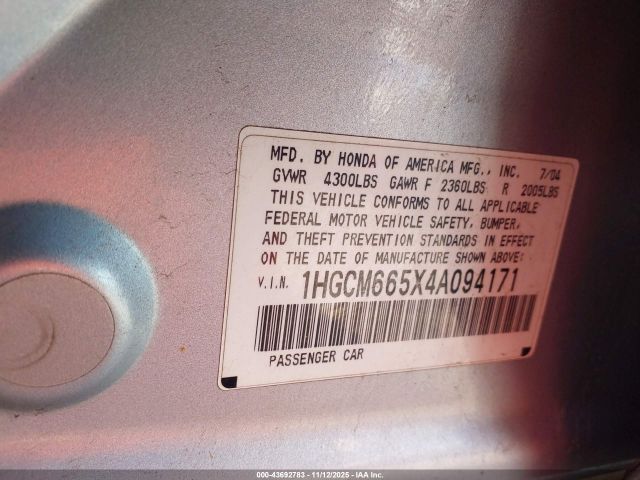 MFD. BY HONDA OF AMERICA MFG., INC. 7/04
GVWR 4300LBS GAWR F 2360LBS R 2005LBS
THIS VEHICLE CONFORMS TO ALL APPLICABLE
FEDERAL MOTOR VEHICLE SAFETY, BUMPER,
AND THEFT PREVENTION STANDARDS IN EFFECT
ON THE DATE OF MANUFACTURE SHOWN ABOVE:
V.I.N. 1HGCM665X4A094171
PASSENGER CAR
000-43692783 - 11/12/2025 - IAA Inc.